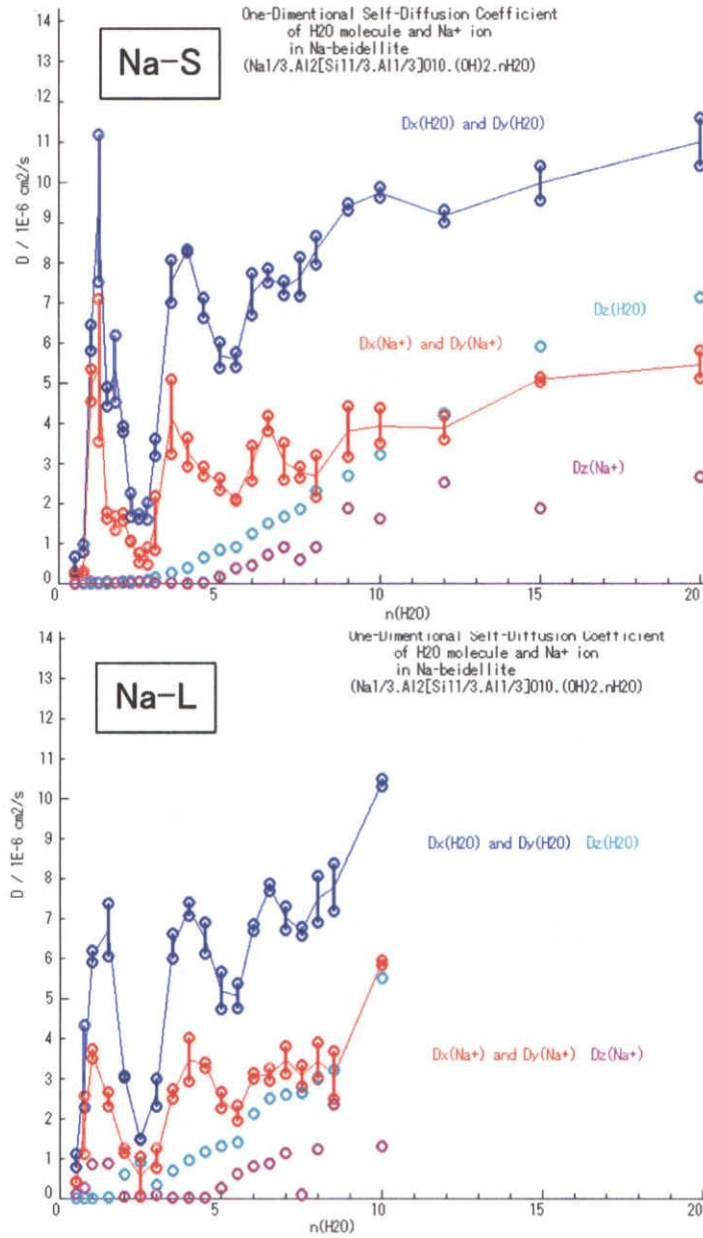 One-Dimentional Self-Diffusion Coefficient
of H2O molecule and Na+ ion
in Na-beidellite
(Na1/3.Al2[Si11/3.Al1/3]O10.(OH)2.nH2O)
Na-S
14
13
12
11
10
9
8
7
6
5
4
3
2
1
0
D / 1E-6 cm2/s
Dx(H2O) and Dy(H2O)
Dz(H2O)
Dx(Na+) and Dy(Na+)
Dz(Na+)
0 5 10 15 20
n(H2O)
One-Dimentional Self-Diffusion Coefficient
of H2O molecule and Na+ ion
in Na-beidellite
(Na1/3.Al2[Si11/3.Al1/3]O10.(OH)2.nH2O)
Na-L
14
13
12
11
10
9
8
7
6
5
4
3
2
1
0
D / 1E-6 cm2/s
Dx(H2O) and Dy(H2O) Dz(H2O)
Dx(Na+) and Dy(Na+) Dz(Na+)
0 5 10 15 20
n(H2O)